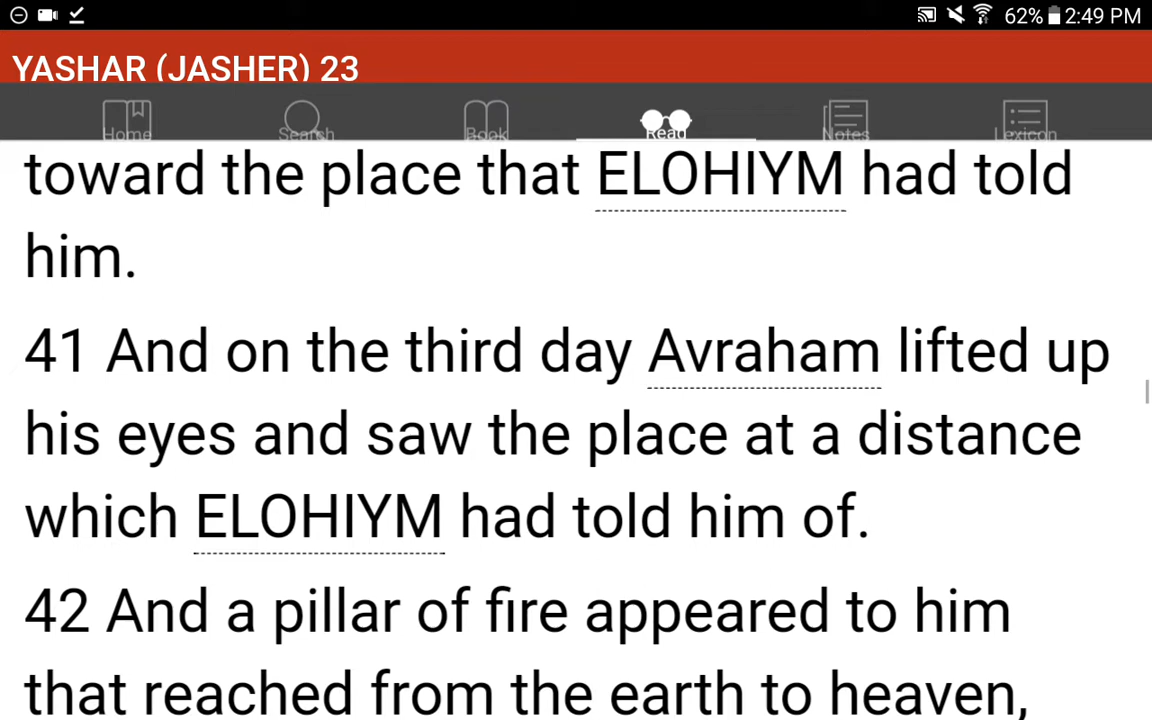 62% 2:49 PM
YASHAR (JASHER) 23
Home Search Book Read Notes Lexicon
toward the place that ELOHIYM had told
him.
41 And on the third day Avraham lifted up
his eyes and saw the place at a distance
which ELOHIYM had told him of.
42 And a pillar of fire appeared to him
that reached from the earth to heaven,